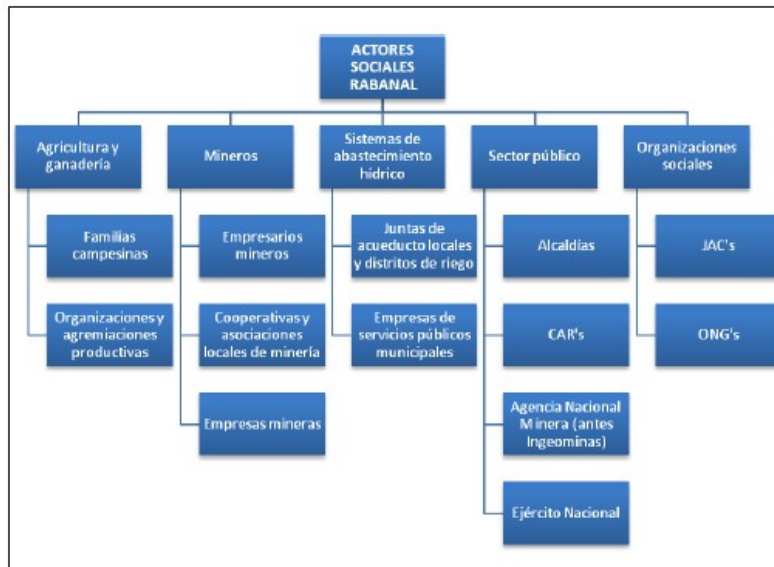 ACTORES
SOCIALES
RABANAL
Agricultura y
ganadería
Mineros
Sistemas de
abastecimiento
hídrico
Sector público
Organizaciones
sociales
Familias
campesinas
Organizaciones y
agremiaciones
productivas
Empresarios
mineros
Cooperativas y
asociaciones
locales de minería
Empresas mineras
Juntas de
acueducto locales
y distritos de riego
Empresas de
servicios públicos
municipales
Alcaldías
CAR's
Agencia Nacional
Minera (antes
Ingeominas)
Ejército Nacional
JAC's
ONG's